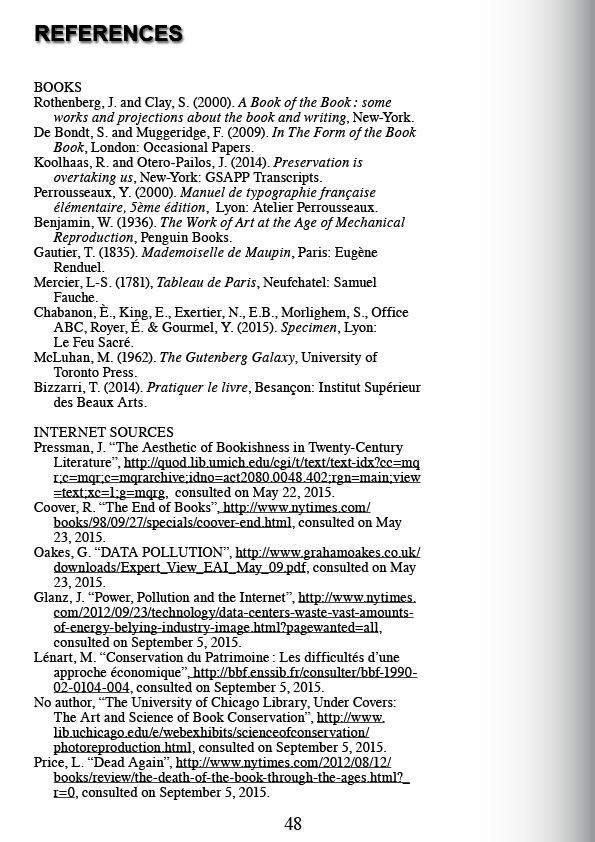 REFERENCES
BOOKS
Rothenberg, J. and Clay, S. (2000). A Book of the Book : some
works and projections about the book and writing, New-York.
De Bondt, S. and Muggeridge, F. (2009). In The Form of the Book
Book, London: Occasional Papers.
Koolhaas, R. and Otero-Pailos, J. (2014). Preservation is
overtaking us, New-York: GSAPP Transcripts.
Perrousseaux, Y. (2000). Manuel de typographie française
élémentaire, 5ème édition, Lyon: Atelier Perrousseaux.
Benjamin, W. (1936). The Work of Art at the Age of Mechanical
Reproduction, Penguin Books.
Gautier, T. (1835). Mademoiselle de Maupin, Paris: Eugène
Renduel.
Mercier, L-S. (1781), Tableau de Paris, Neufchatel: Samuel
Fauche.
Chabanon, È., King, E., Exertier, N., E.B., Morlighem, S., Office
ABC, Royer, É. & Gourmel, Y. (2015). Specimen, Lyon:
Le Feu Sacré.
McLuhan, M. (1962). The Gutenberg Galaxy, University of
Toronto Press.
Bizzarri, T. (2014). Pratiquer le livre, Besançon: Institut Supérieur
des Beaux Arts.
INTERNET SOURCES
Pressman, J. “The Aesthetic of Bookishness in Twenty-Century
Literature”, http://quod.lib.umich.edu/cgi/t/text/text-idx?cc=mq
r;c=mqr;c=mqrarchive;idno=act2080.0048.402;rgn=main;view
=text;xc=1;g=mqrg, consulted on May 22, 2015.
Coover, R. “The End of Books”, http://www.nytimes.com/
books/98/09/27/specials/coover-end.html, consulted on May
23, 2015.
Oakes, G. “DATA POLLUTION”, http://www.grahamoakes.co.uk/
downloads/Expert_View_EAI_May_09.pdf, consulted on May
23, 2015.
Glanz, J. “Power, Pollution and the Internet”, http://www.nytimes.
com/2012/09/23/technology/data-centers-waste-vast-amounts-
of-energy-belying-industry-image.html?pagewanted=all,
consulted on September 5, 2015.
Lénart, M. “Conservation du Patrimoine : Les difficultés d’une
approche économique”, http://bbf.enssib.fr/consulter/bbf-1990-
02-0104-004, consulted on September 5, 2015.
No author, “The University of Chicago Library, Under Covers:
The Art and Science of Book Conservation”, http://www.
lib.uchicago.edu/e/webexhibits/scienceofconservation/
photoreproduction.html, consulted on September 5, 2015.
Price, L. “Dead Again”, http://www.nytimes.com/2012/08/12/
books/review/the-death-of-the-book-through-the-ages.html?_
r=0, consulted on September 5, 2015.
48